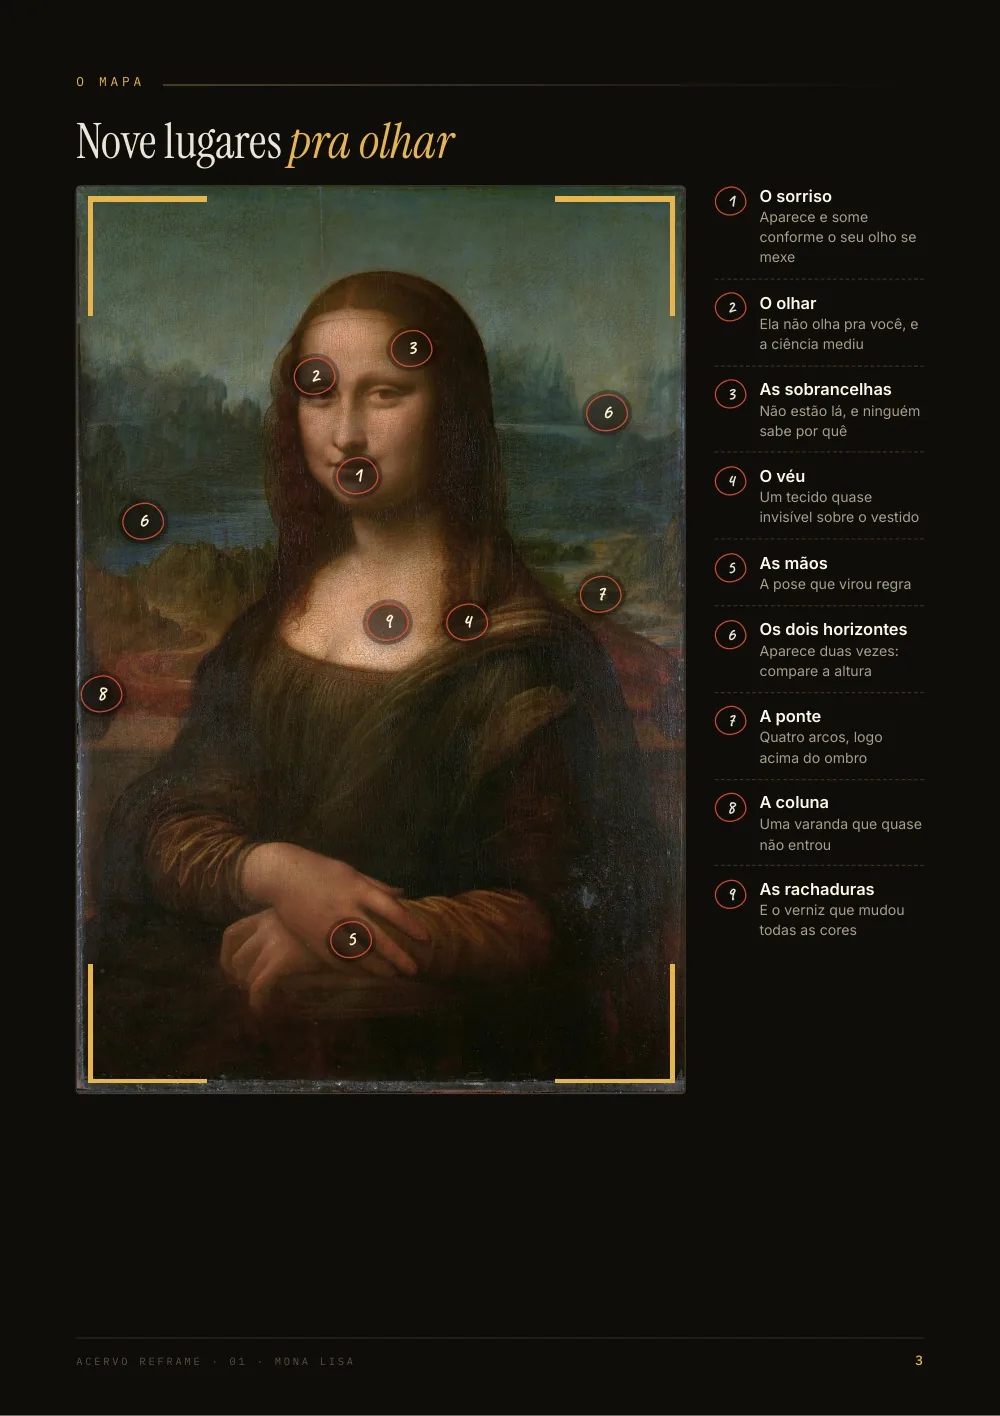 O MAPA
Nove lugares pra olhar
3
2
6
1
6
7
9 4
8
5
1 O sorriso
Aparece e some
conforme o seu olho se
mexe
2 O olhar
Ela não olha pra você, e
a ciência mediu
3 As sobrancelhas
Não estão lá, e ninguém
sabe por quê
4 O véu
Um tecido quase
invisível sobre o vestido
5 As mãos
A pose que virou regra
6 Os dois horizontes
Aparece duas vezes:
compare a altura
7 A ponte
Quatro arcos, logo
acima do ombro
8 A coluna
Uma varanda que quase
não entrou
9 As rachaduras
E o verniz que mudou
todas as cores
ACERVO REFRAME · 01 · MONA LISA
3